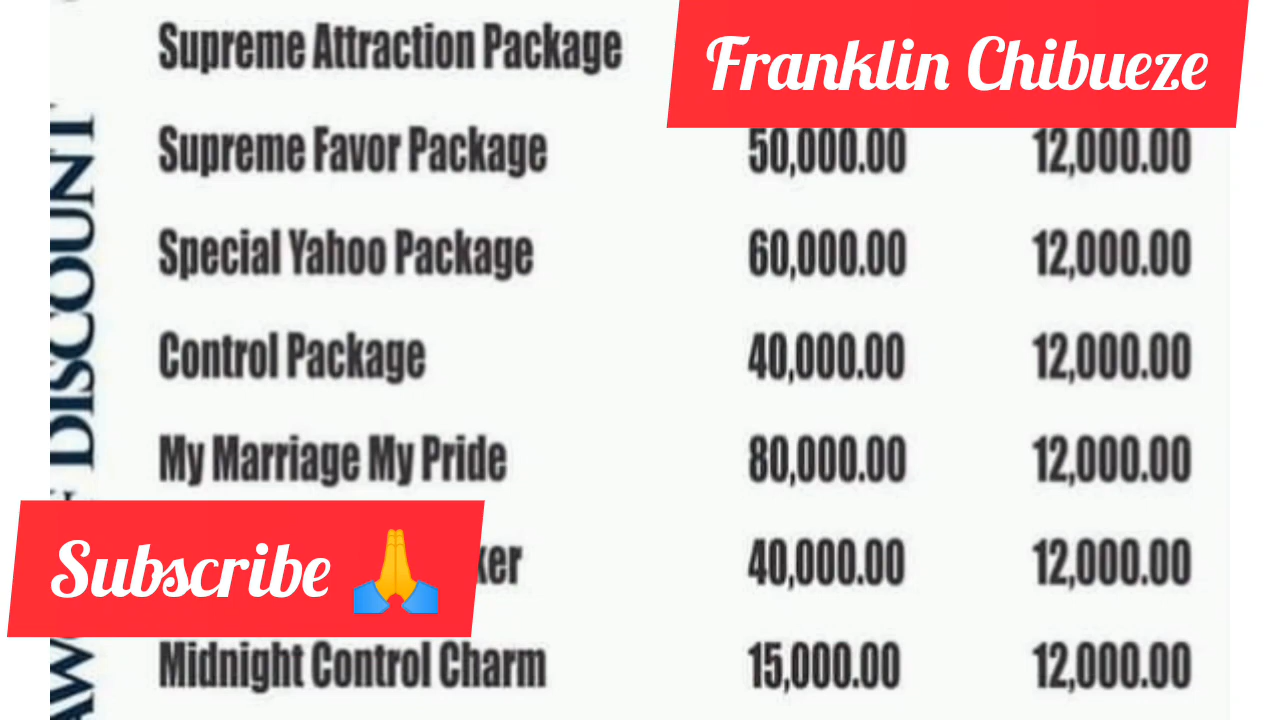 Supreme Attraction Package
Franklin Chibueze
Supreme Favor Package 50,000.00 12,000.00
Special Yahoo Package 60,000.00 12,000.00
Control Package 40,000.00 12,000.00
My Marriage My Pride 80,000.00 12,000.00
40,000.00 12,000.00
Subscribe 🙏
Midnight Control Charm 15,000.00 12,000.00
DISCOUNT